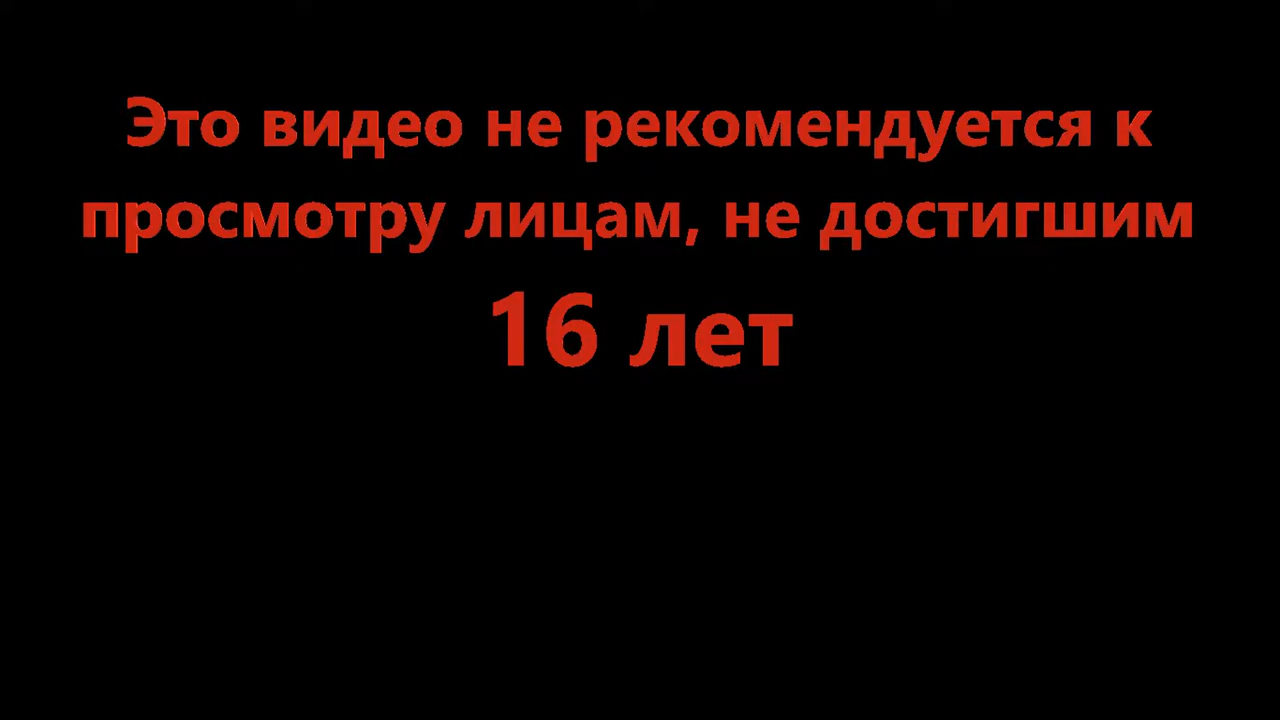 Это видео не рекомендуется к
просмотру лицам, не достигшим
16 лет